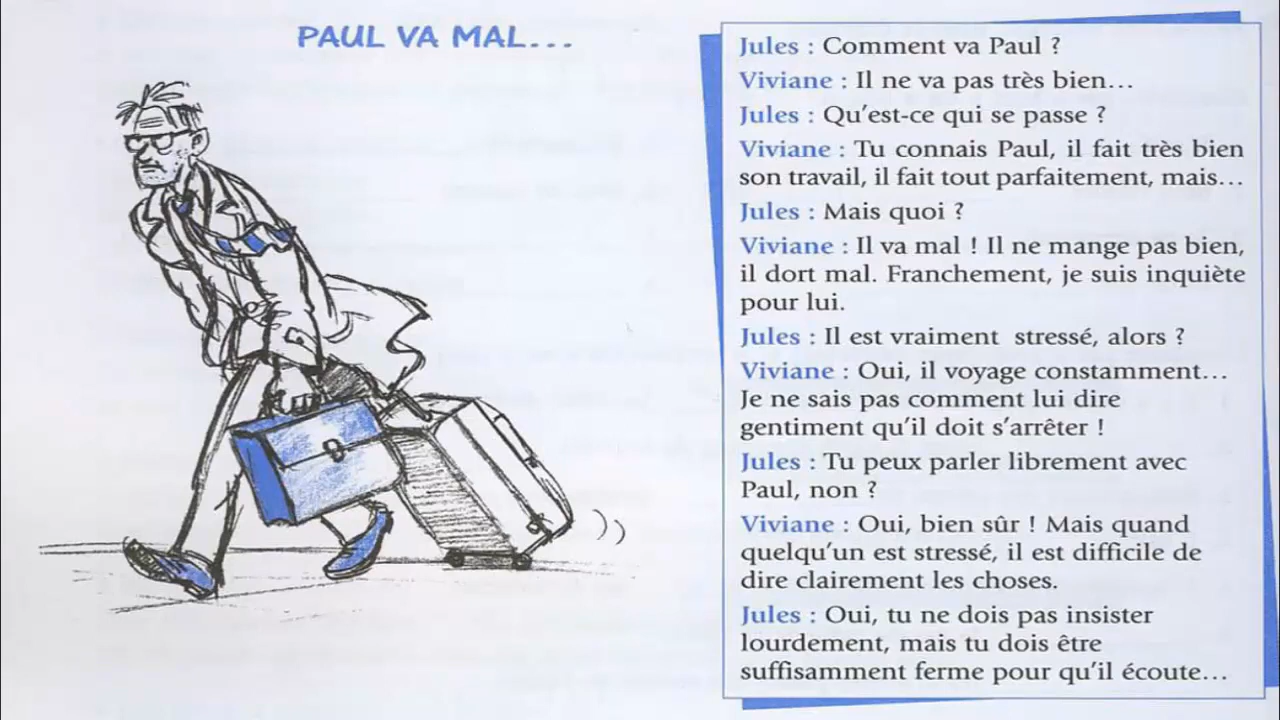 PAUL VA MAL...
Jules : Comment va Paul ?
Viviane : Il ne va pas très bien...
Jules : Qu'est-ce qui se passe ?
Viviane : Tu connais Paul, il fait très bien
son travail, il fait tout parfaitement, mais...
Jules : Mais quoi ?
Viviane : Il va mal ! Il ne mange pas bien,
il dort mal. Franchement, je suis inquiète
pour lui.
Jules : Il est vraiment stressé, alors ?
Viviane : Oui, il voyage constamment...
Je ne sais pas comment lui dire
gentiment qu'il doit s'arrêter !
Jules : Tu peux parler librement avec
Paul, non ?
Viviane : Oui, bien sûr ! Mais quand
quelqu'un est stressé, il est difficile de
dire clairement les choses.
Jules : Oui, tu ne dois pas insister
lourdement, mais tu dois être
suffisamment ferme pour qu'il écoute...